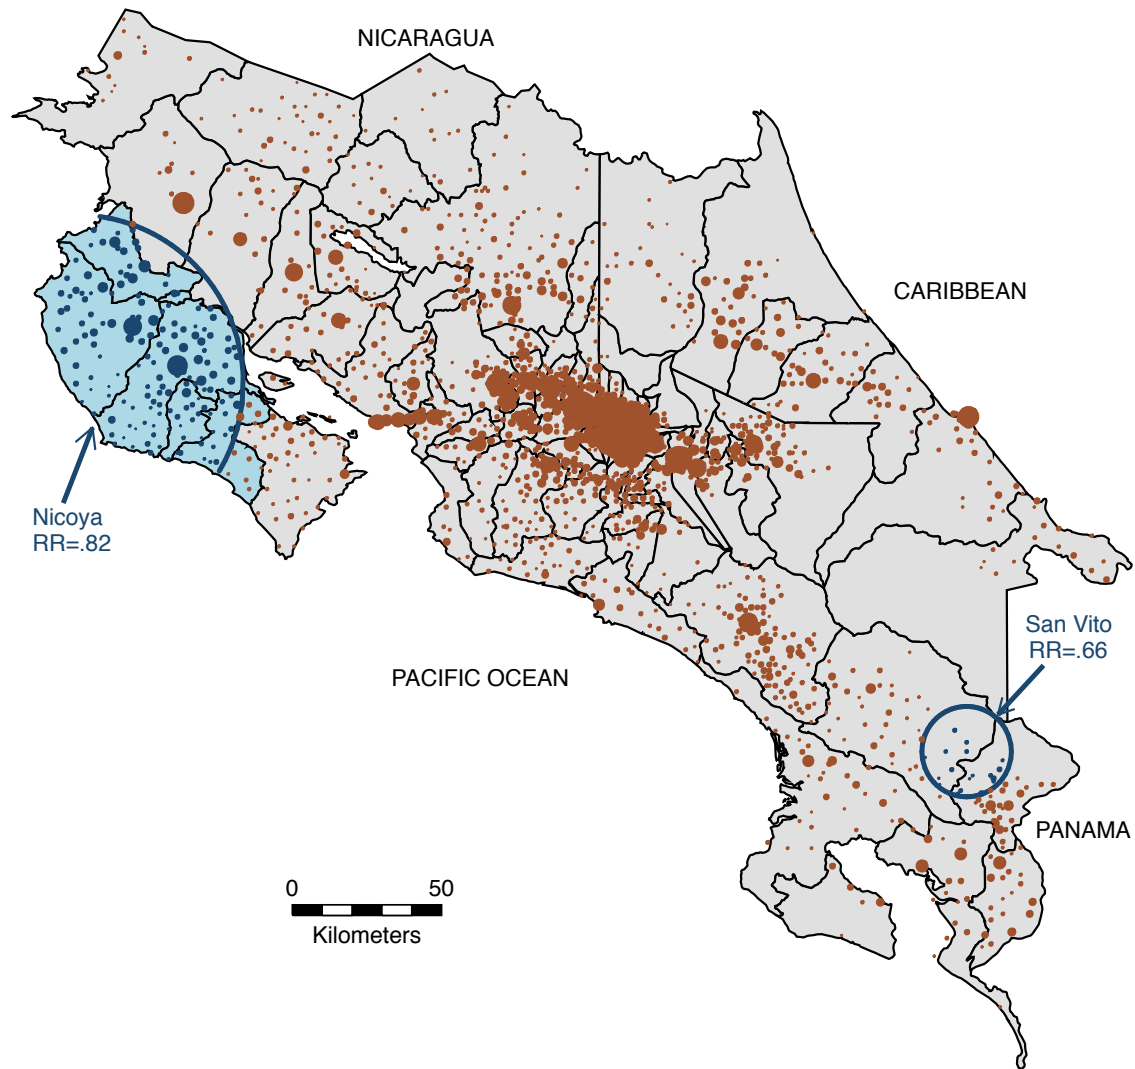 NICARAGUA
CARIBBEAN
Nicoya
RR=.82
San Vito
RR=.66
PACIFIC OCEAN
PANAMA
0 50
Kilometers